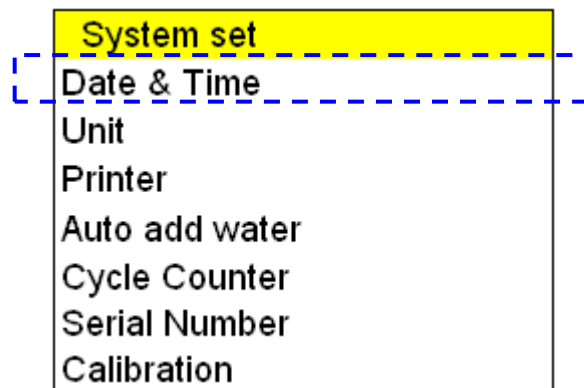 System set
Date & Time
Unit
Printer
Auto add water
Cycle Counter
Serial Number
Calibration